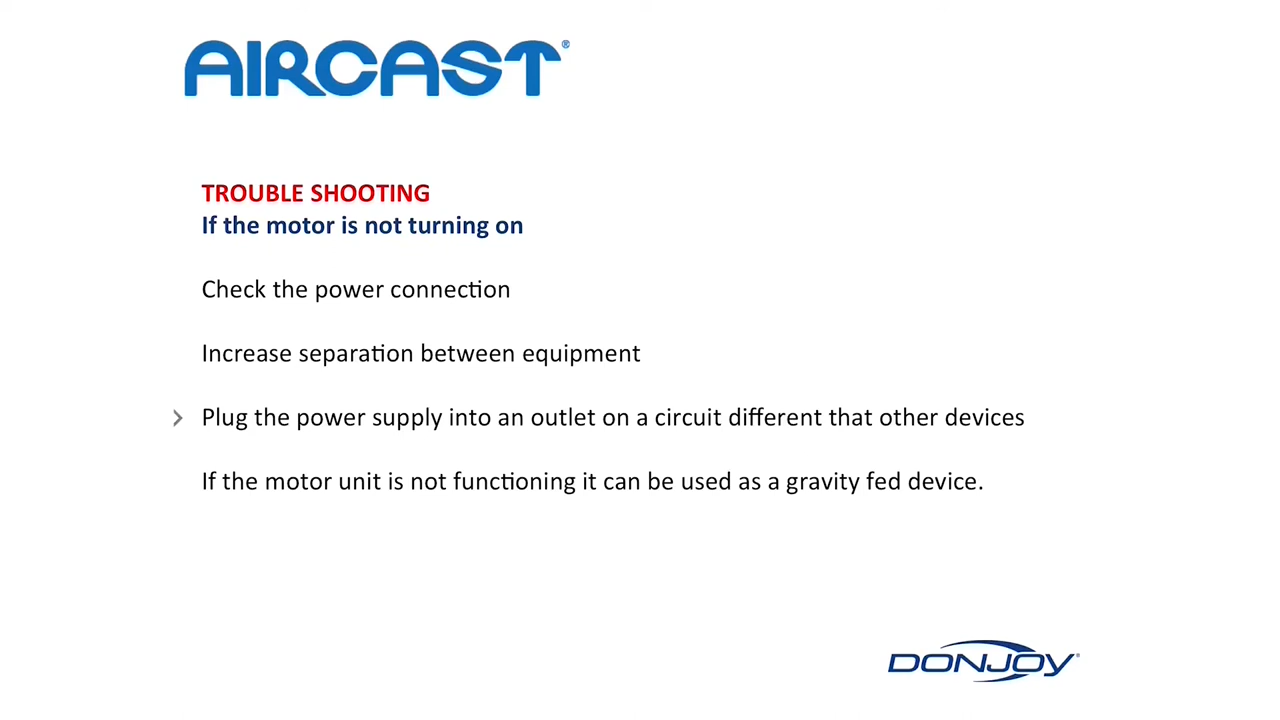 AIRCAST®
TROUBLE SHOOTING
If the motor is not turning on
Check the power connection
Increase separation between equipment
Plug the power supply into an outlet on a circuit different that other devices
If the motor unit is not functioning it can be used as a gravity fed device.
DONJOY®